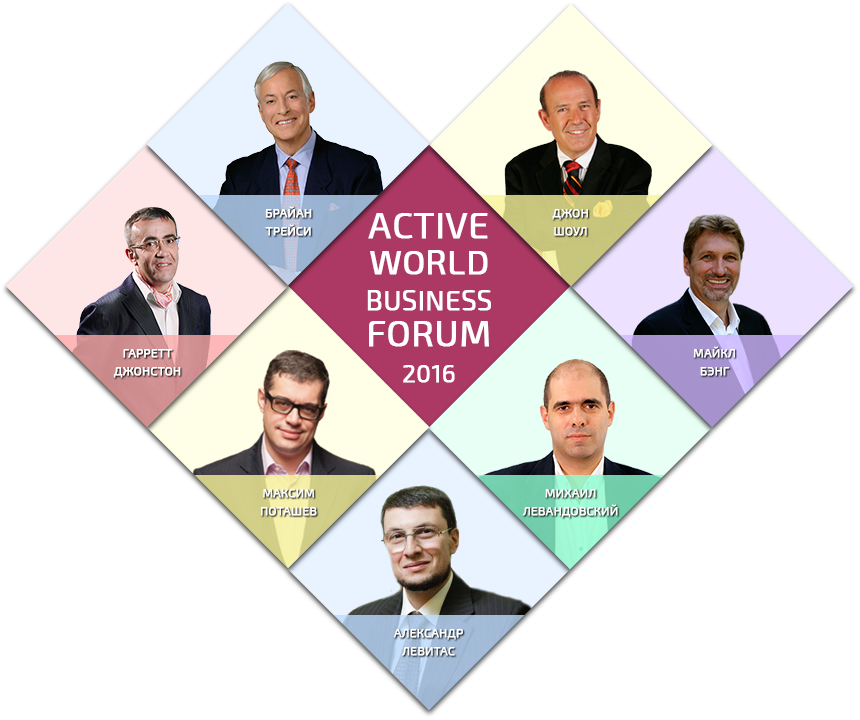 БРАЙАН
ТРЕЙСИ
ДЖОН
ШОУЛ
ACTIVE
WORLD
BUSINESS
FORUM
2016
ГАРРЕТТ
ДЖОНСТОН
МАЙКЛ
БЭНГ
МАКСИМ
ПОТАШЕВ
МИХАИЛ
ЛЕВАНДОВСКИЙ
АЛЕКСАНДР
ЛЕВИТАС